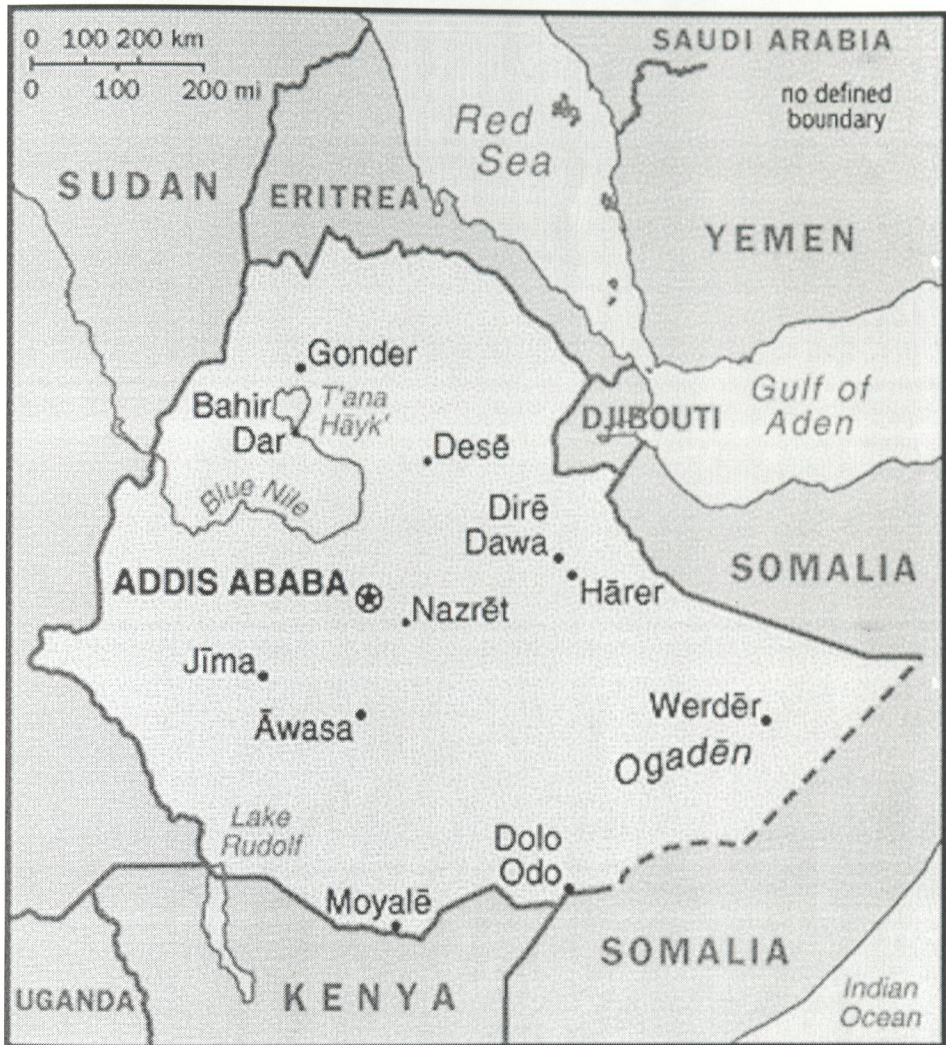 0 100 200 km
0 100 200 mi
SAUDI ARABIA
no defined
boundary
Red
Sea
SUDAN
ERITREA
YEMEN
Gonder
T'ana
Hāyk'
Bahir
Dar
Gulf of
Aden
DJIBOUTI
Desē
Blue Nile
Dirē
Dawa
SOMALIA
ADDIS ABABA
Hārer
Nazrēt
Jīma
Āwasa
Werdēr
Ogadēn
Lake
Rudolf
Dolo
Odo
Moyalē
SOMALIA
UGANDA
KENYA
Indian
Ocean